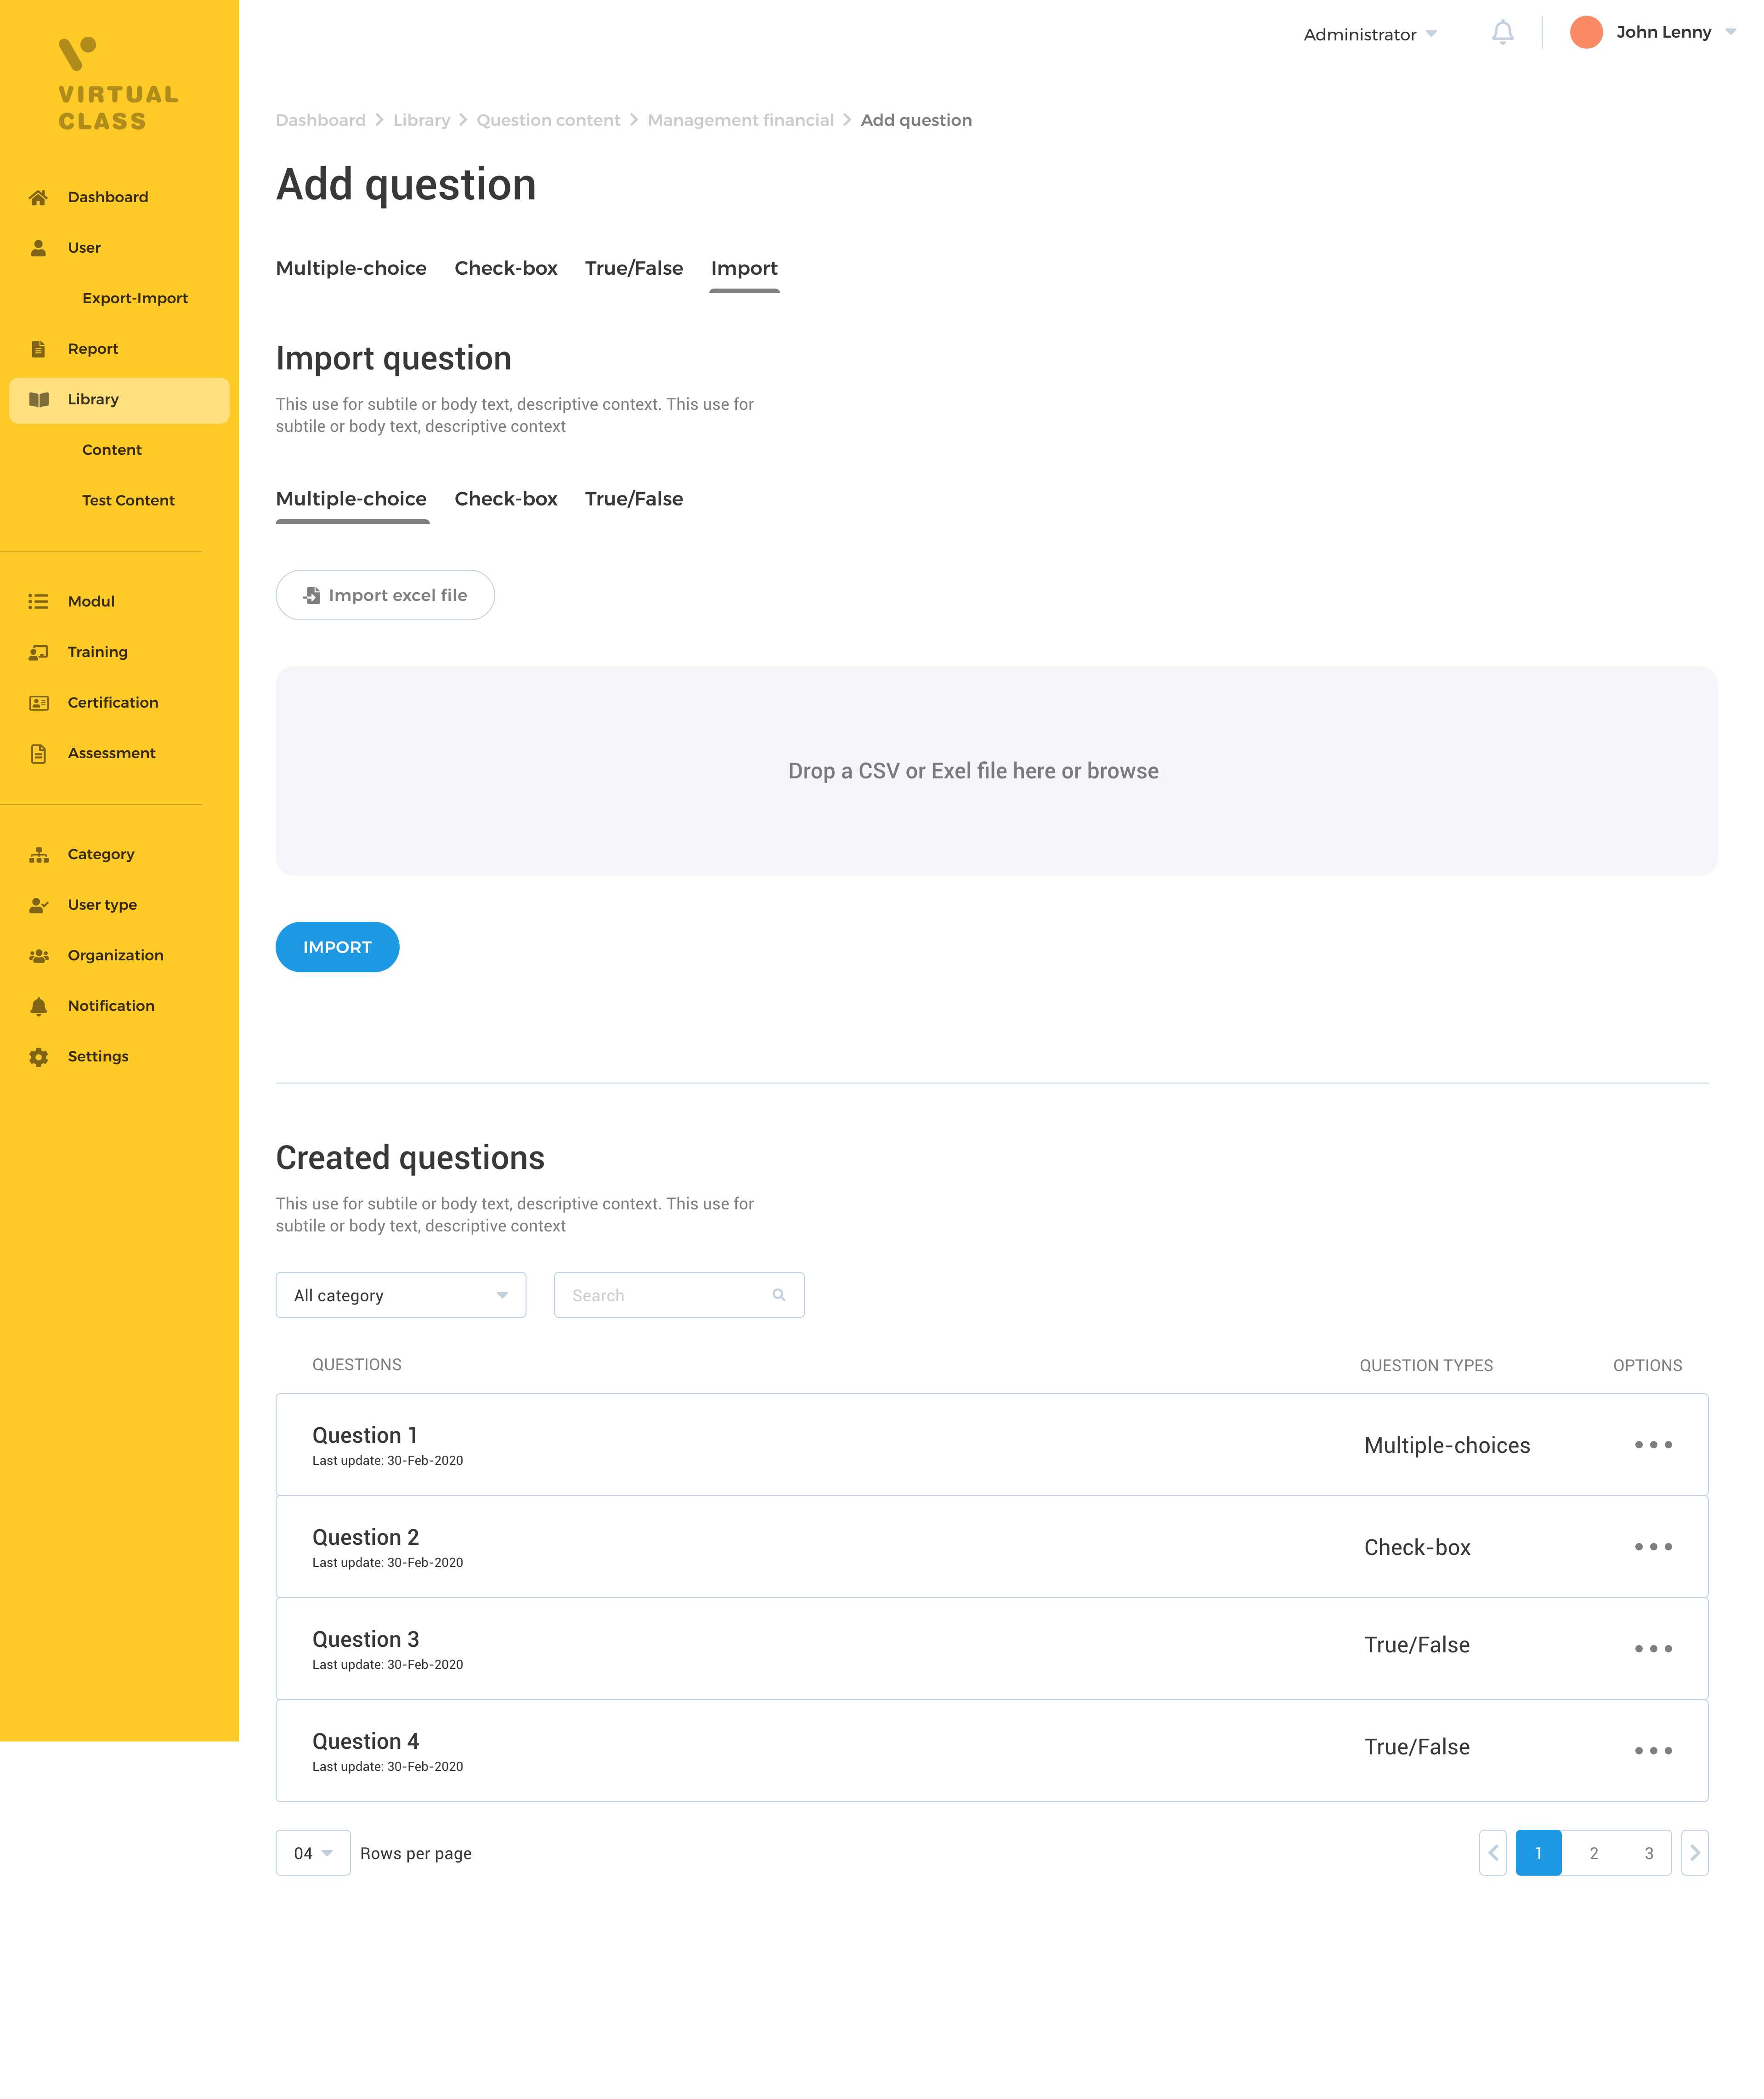 VIRTUAL
CLASS
Dashboard
User
Export-Import
Report
Library
Content
Test Content
Modul
Training
Certification
Assessment
Category
User type
Organization
Notification
Settings
Administrator
John Lenny
Dashboard > Library > Question content > Management financial > Add question
Add question
Multiple-choice Check-box True/False Import
Import question
This use for subtile or body text, descriptive context. This use for
subtile or body text, descriptive context
Multiple-choice Check-box True/False
Import excel file
Drop a CSV or Exel file here or browse
IMPORT
Created questions
This use for subtile or body text, descriptive context. This use for
subtile or body text, descriptive context
All category
Search
QUESTIONS QUESTION TYPES OPTIONS
Question 1
Last update: 30-Feb-2020
Multiple-choices
Question 2
Last update: 30-Feb-2020
Check-box
Question 3
Last update: 30-Feb-2020
True/False
Question 4
Last update: 30-Feb-2020
True/False
04 Rows per page
1 2 3